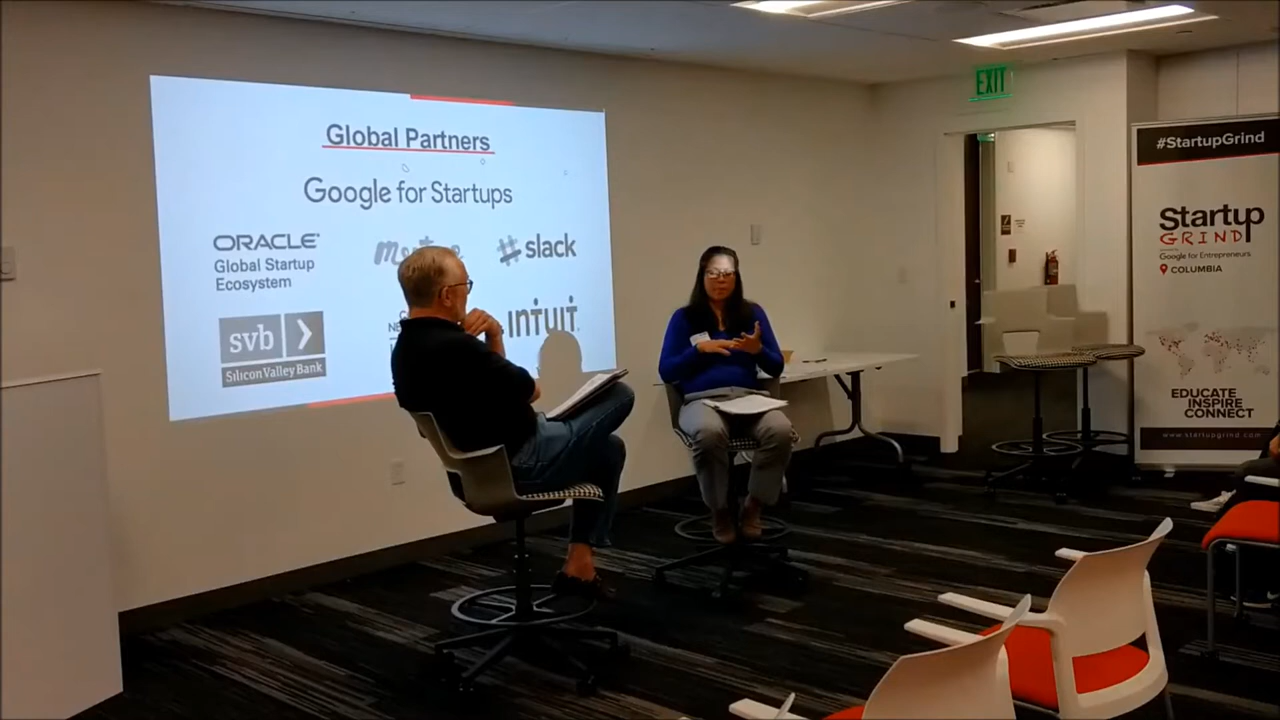 Global Partners
Google for Startups
ORACLE
Global Startup
Ecosystem
slack
svb
Silicon Valley Bank
intuit
EXIT
#StartupGrind
Startup
GRIND
Google for Entrepreneurs
COLUMBIA
EDUCATE
INSPIRE
CONNECT
www.startupgrind.com